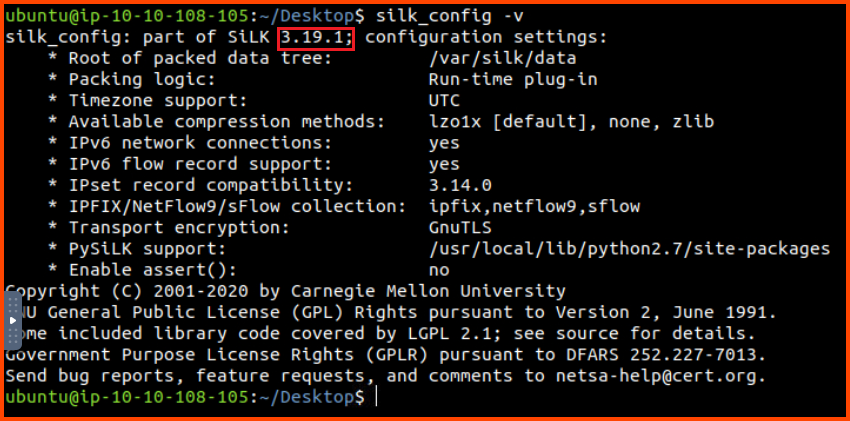 ubuntu@ip-10-10-108-105:~/Desktop$ silk_config -v
silk_config: part of SiLK 3.19.1; configuration settings:
    * Root of packed data tree:         /var/silk/data
    * Packing logic:                    Run-time plug-in
    * Timezone support:                 UTC
    * Available compression methods:    lzo1x [default], none, zlib
    * IPv6 network connections:         yes
    * IPv6 flow record support:         yes
    * IPset record compatibility:       3.14.0
    * IPFIX/NetFlow9/sFlow collection:  ipfix,netflow9,sflow
    * Transport encryption:             GnuTLS
    * PySiLK support:                   /usr/local/lib/python2.7/site-packages
    * Enable assert():                  no
Copyright (C) 2001-2020 by Carnegie Mellon University
NU General Public License (GPL) Rights pursuant to Version 2, June 1991.
ome included library code covered by LGPL 2.1; see source for details.
Government Purpose License Rights (GPLR) pursuant to DFARS 252.227-7013.
Send bug reports, feature requests, and comments to netsa-help@cert.org.
ubuntu@ip-10-10-108-105:~/Desktop$